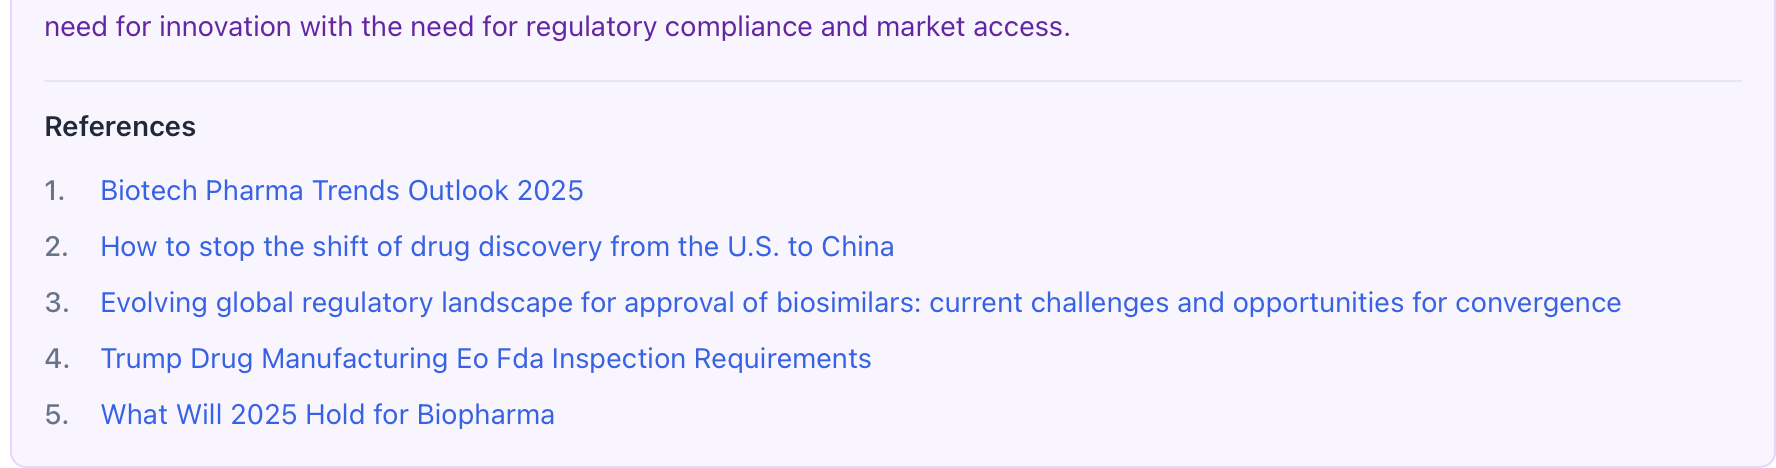 need for innovation with the need for regulatory compliance and market access.
References
1. Biotech Pharma Trends Outlook 2025
2. How to stop the shift of drug discovery from the U.S. to China
3. Evolving global regulatory landscape for approval of biosimilars: current challenges and opportunities for convergence
4. Trump Drug Manufacturing Eo Fda Inspection Requirements
5. What Will 2025 Hold for Biopharma